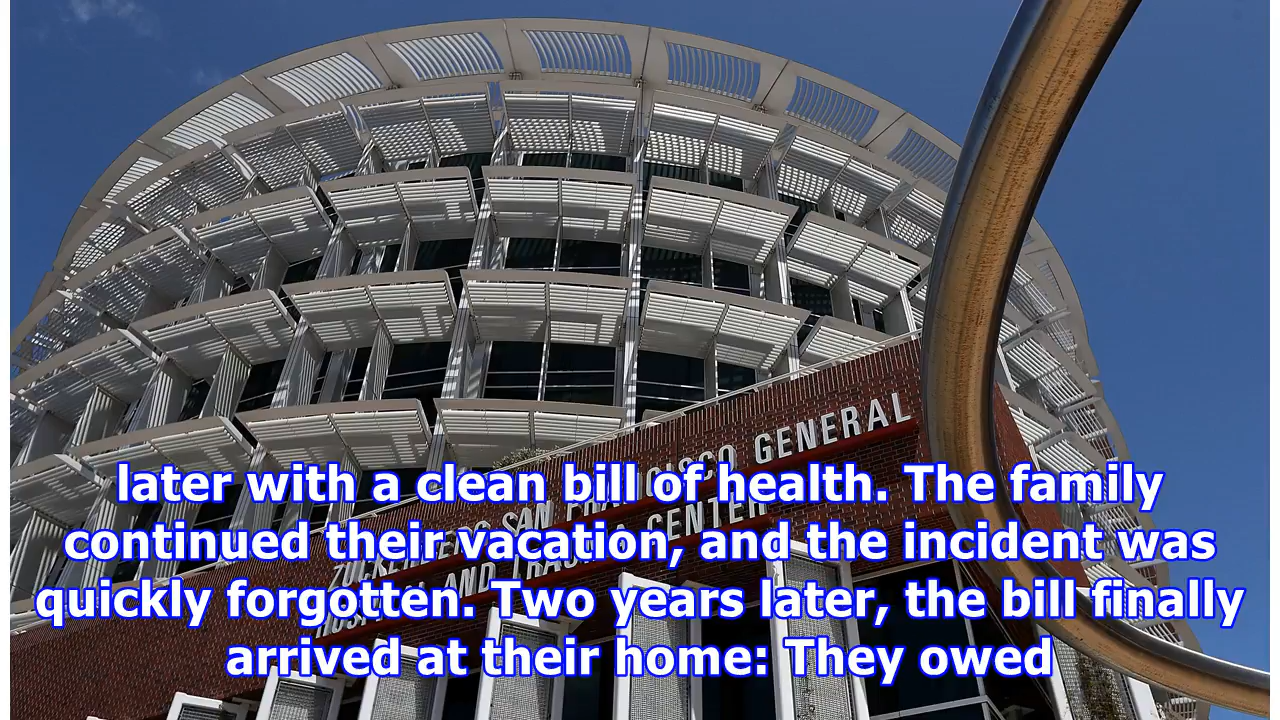 GENERAL
later with a clean bill of health. The family
continued their vacation, and the incident was
quickly forgotten. Two years later, the bill finally
arrived at their home: They owed